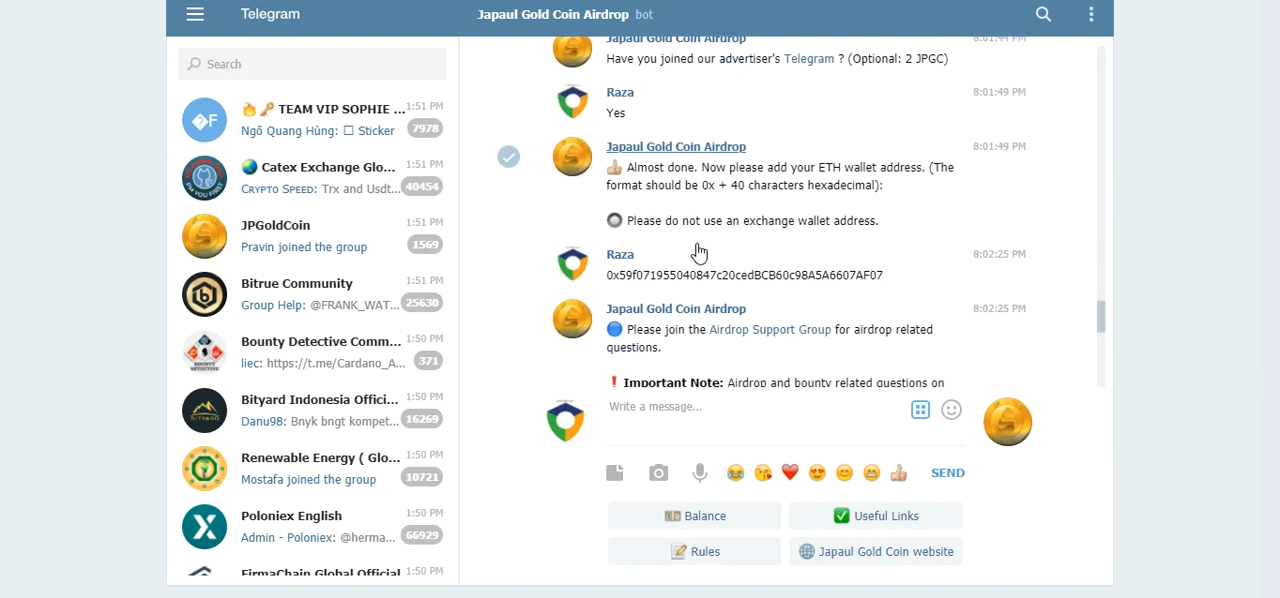 Telegram
Japaul Gold Coin Airdrop bot
Search
TEAM VIP SOPHIE ... 1:51 PM
Ngô Quang Hùng: ☐ Sticker 7978
Catex Exchange Glo... 1:51 PM
Crypto Speed: Trx and Usdt... 40454
JPGoldCoin 1:51 PM
Pravin joined the group 1569
Bitrue Community 1:51 PM
Group Help: @FRANK_WAT... 25630
Bounty Detective Comm... 1:50 PM
liec: https://t.me/Cardano_A... 371
Bityard Indonesia Offici... 1:50 PM
Danu98: Bnyk bngt kompet... 16269
Renewable Energy ( Glo... 1:50 PM
Mostafa joined the group 10721
Poloniex English 1:50 PM
Admin - Poloniex: @herma... 66929
FirmaChain Global Official 1:50 PM
Japaul Gold Coin Airdrop 8:01:44 PM
Have you joined our advertiser's Telegram ? (Optional: 2 JPGC)
Raza 8:01:49 PM
Yes
Japaul Gold Coin Airdrop 8:01:49 PM
👍 Almost done. Now please add your ETH wallet address. (The
format should be 0x + 40 characters hexadecimal):
Please do not use an exchange wallet address.
Raza 8:02:25 PM
0x59f071955040847c20cedBCB60c98A5A6607AF07
Japaul Gold Coin Airdrop 8:02:25 PM
Please join the Airdrop Support Group for airdrop related
questions.
❗ Important Note: Airdrop and bounty related questions on
Write a message...
SEND
Balance
Useful Links
Rules
Japaul Gold Coin website